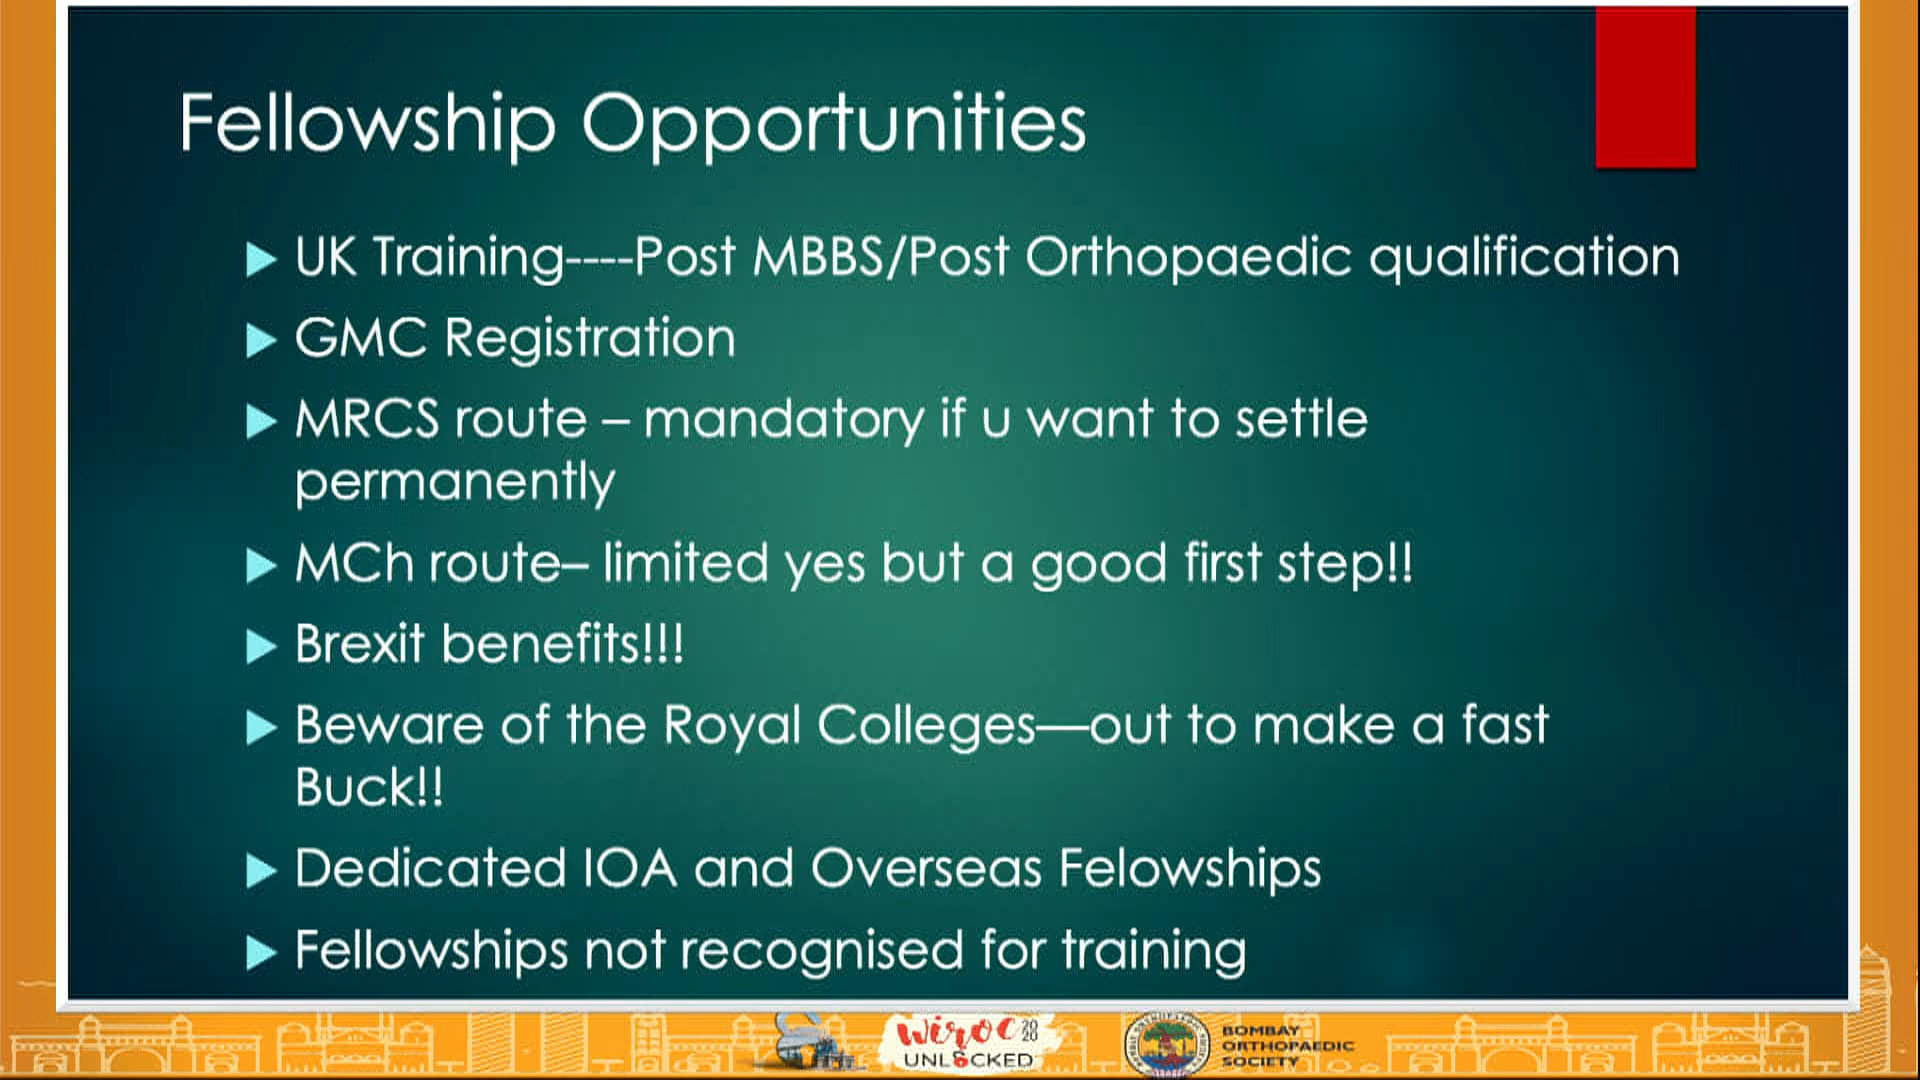 Fellowship Opportunities
UK Training----Post MBBS/Post Orthopaedic qualification
GMC Registration
MRCS route – mandatory if u want to settle
permanently
MCh route– limited yes but a good first step!!
Brexit benefits!!!
Beware of the Royal Colleges—out to make a fast
Buck!!
Dedicated IOA and Overseas Felowships
Fellowships not recognised for training
WIROC
UNLOCKED
BOMBAY
ORTHOPAEDIC
SOCIETY